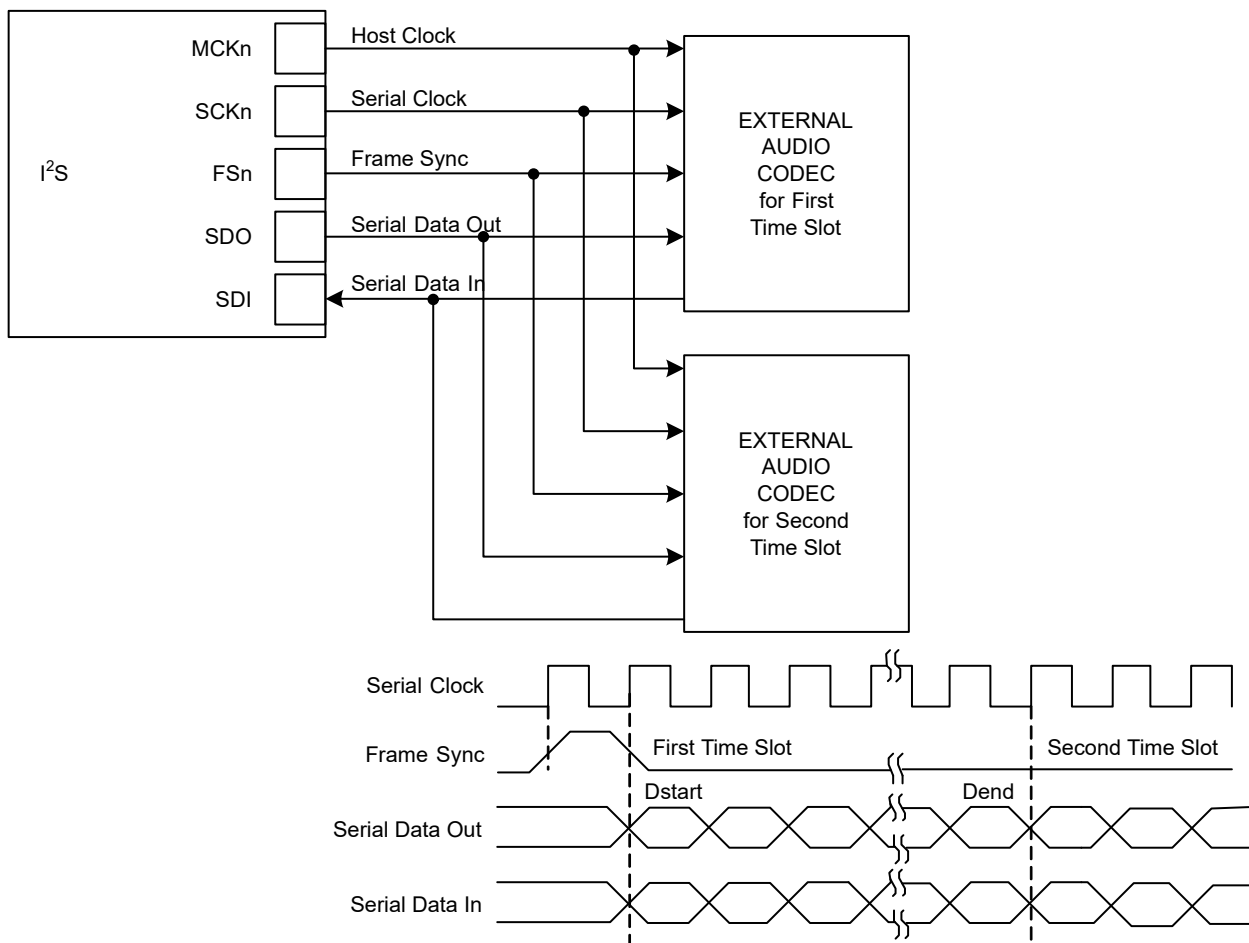 MCKn
Host Clock
SCKn
Serial Clock
I²S
FSn
Frame Sync
SDO
Serial Data Out
SDI
Serial Data In
EXTERNAL
AUDIO
CODEC
for First
Time Slot
EXTERNAL
AUDIO
CODEC
for Second
Time Slot
Serial Clock
Frame Sync
First Time Slot
Second Time Slot
Dstart
Dend
Serial Data Out
Serial Data In